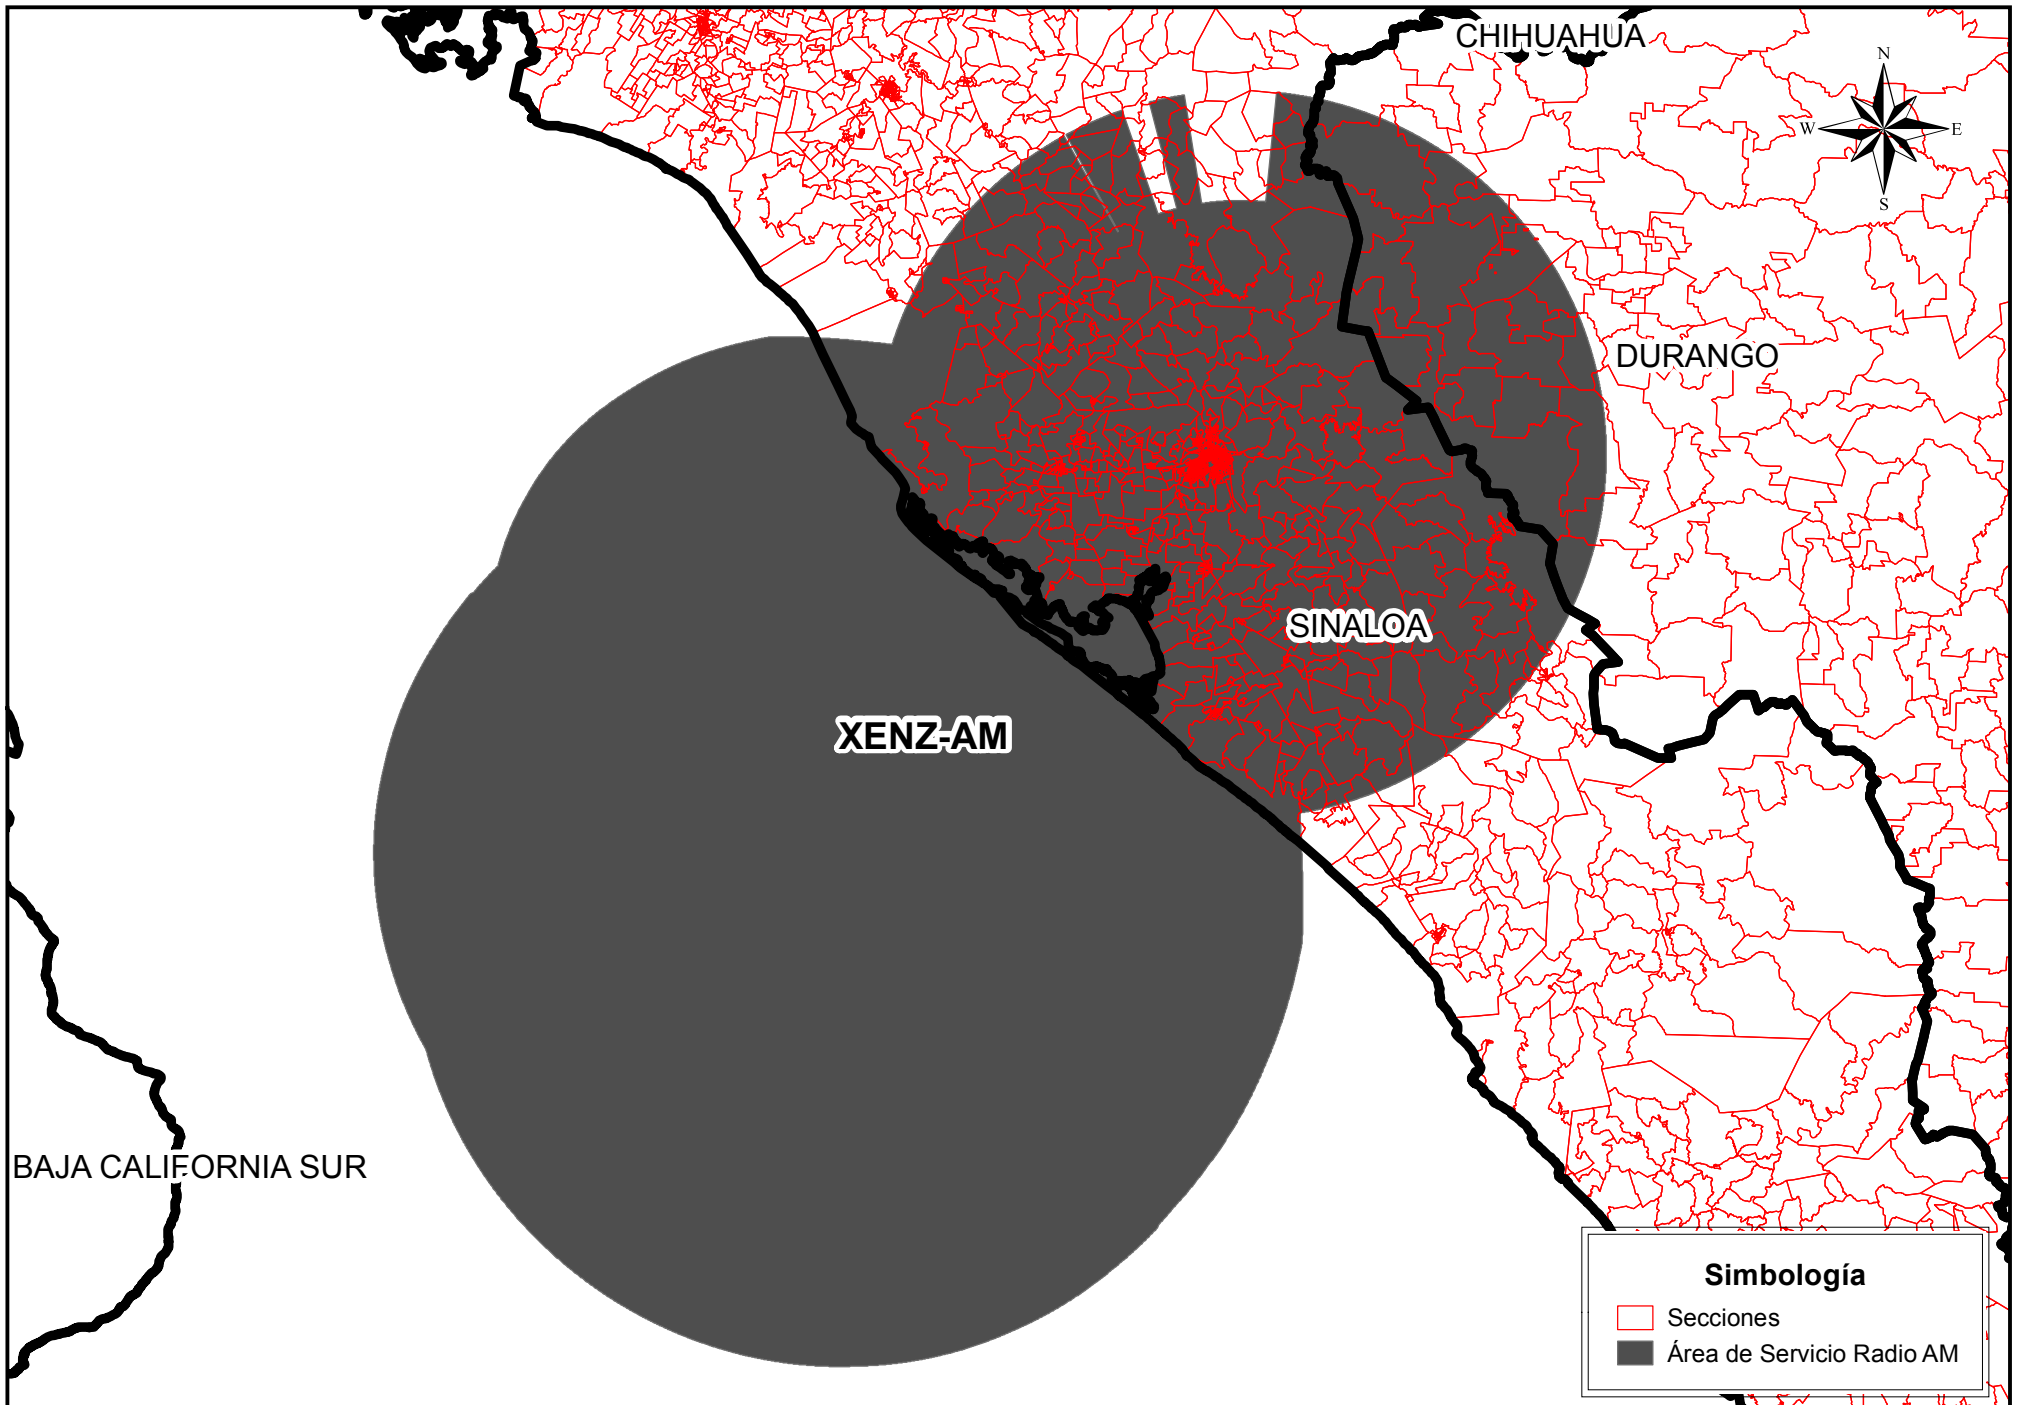 CHIHUAHUA
N
W
E
S
DURANGO
SINALOA
XENZ-AM
BAJA CALIFORNIA SUR
Simbología
Secciones
Área de Servicio Radio AM